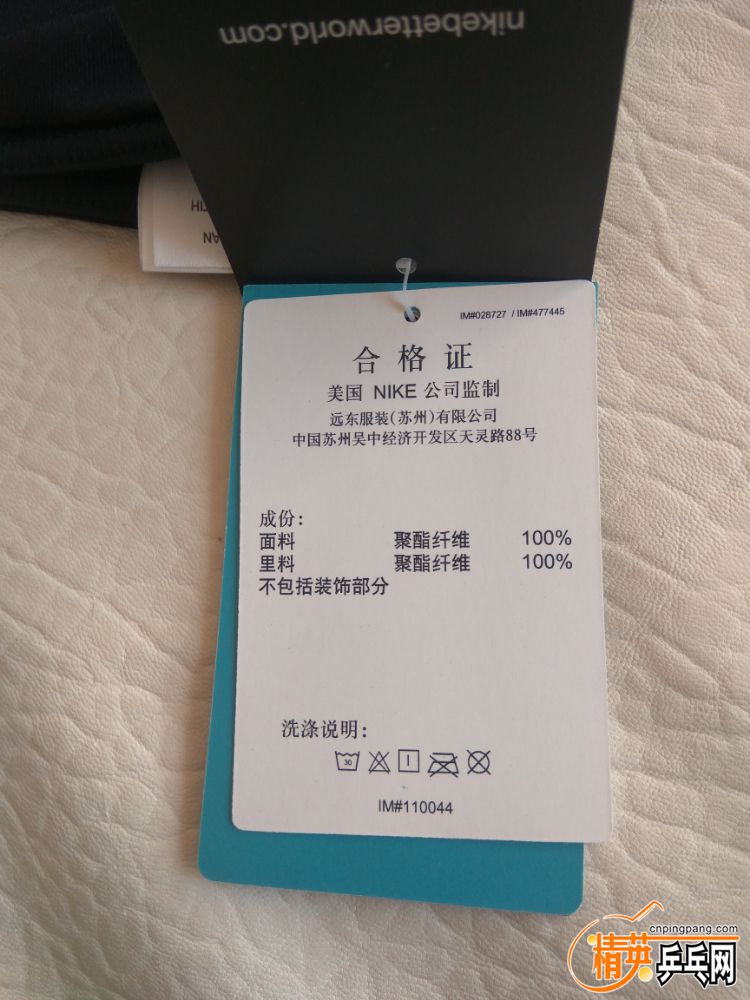 nikebetterworld.com
IM#028727 / IM#477445
合格证
美国 NIKE 公司监制
远东服装(苏州)有限公司
中国苏州吴中经济开发区天灵路88号
成份:
面料 聚酯纤维 100%
里料 聚酯纤维 100%
不包括装饰部分
洗涤说明:
30
IM#110044
cnpingpang.com
精英乒乓网